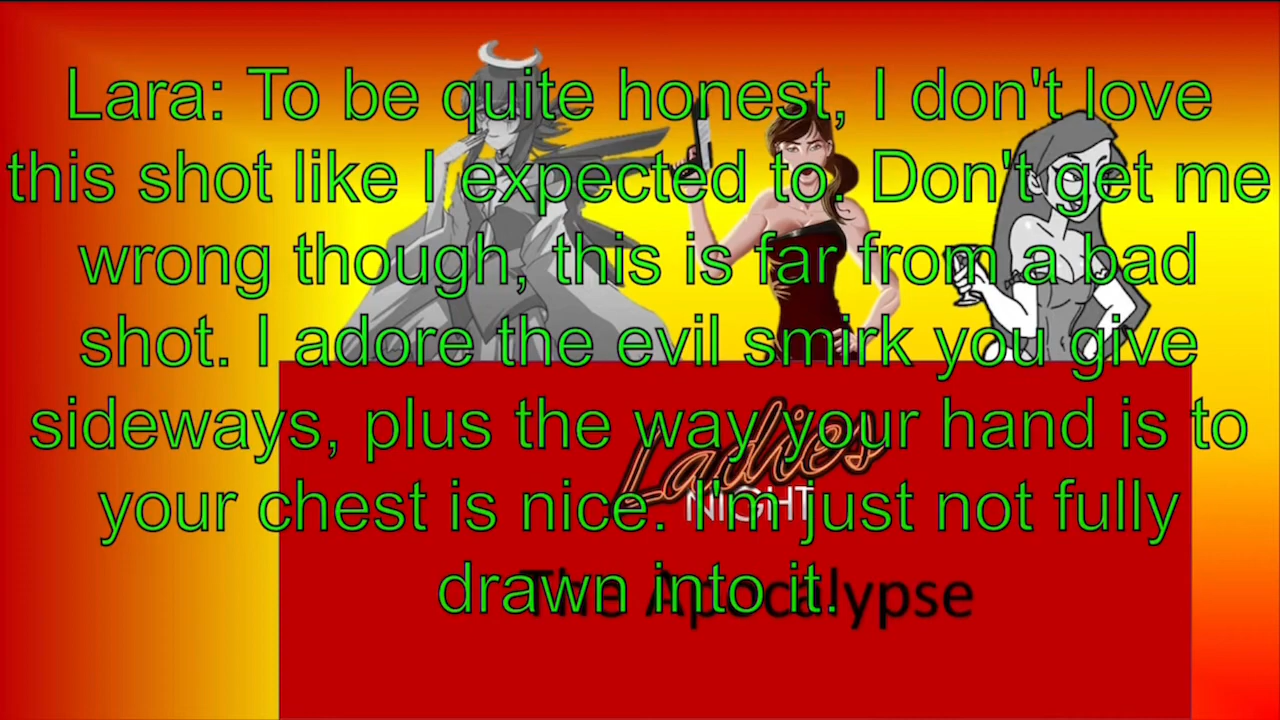 Lara: To be quite honest, I don't love
this shot like I expected to. Don't get me
wrong though, this is far from a bad
shot. I adore the evil smirk you give
sideways, plus the way your hand is to
your chest is nice. I'm just not fully
drawn into it.
Ladies
NIGHT
The Apocalypse